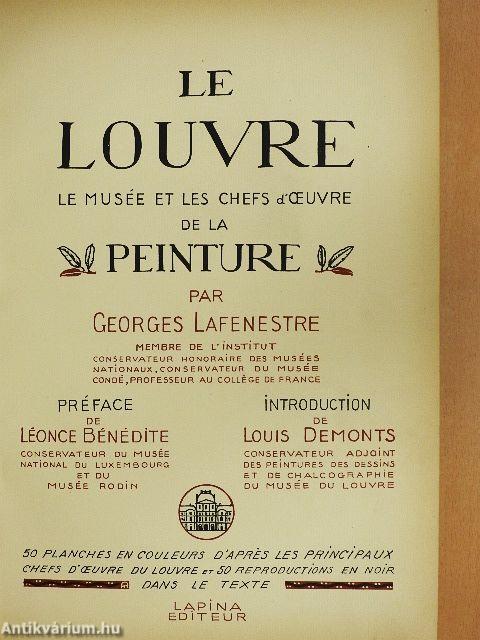 LE
LOUVRE
LE MUSÉE ET LES CHEFS d'ŒUVRE
DE LA
PEINTURE
PAR
GEORGES LAFENESTRE
MEMBRE DE L'INSTITUT
CONSERVATEUR HONORAIRE DES MUSÉES
NATIONAUX, CONSERVATEUR DU MUSÉE
CONDÉ, PROFESSEUR AU COLLÈGE DE FRANCE
PRÉFACE
DE
LÉONCE BÉNÉDITE
CONSERVATEUR DU MUSÉE
NATIONAL DU LUXEMBOURG
ET DU
MUSÉE RODIN
INTRODUCTION
DE
LOUIS DEMONTS
CONSERVATEUR ADJOINT
DES PEINTURES DES DESSINS
ET DE CHALCOGRAPHIE
DU MUSÉE DU LOUVRE
50 PLANCHES EN COULEURS D'APRÈS LES PRINCIPAUX
CHEFS D'ŒUVRE DU LOUVRE ET 50 REPRODUCTIONS EN NOIR
DANS LE TEXTE
LAPINA
EDITEUR
Antikvárium.hu